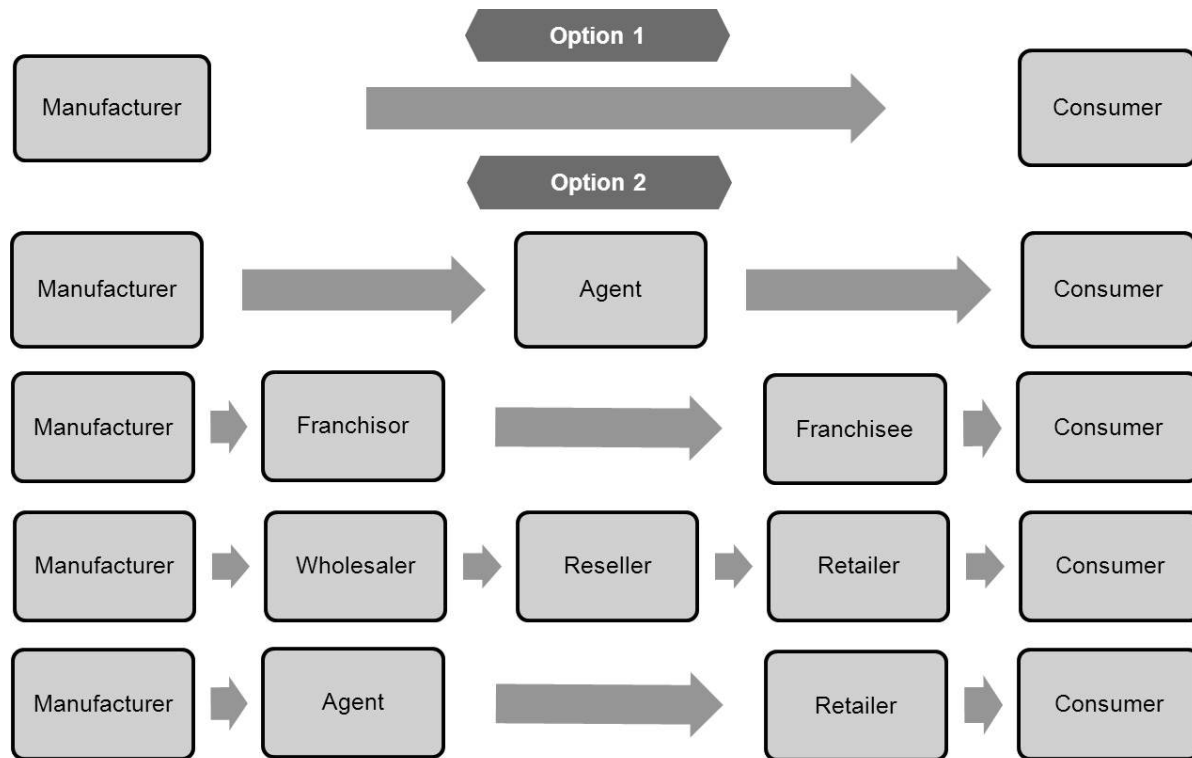 Option 1
Manufacturer
Consumer
Option 2
Manufacturer
Agent
Consumer
Manufacturer
Franchisor
Franchisee
Consumer
Manufacturer
Wholesaler
Reseller
Retailer
Consumer
Manufacturer
Agent
Retailer
Consumer